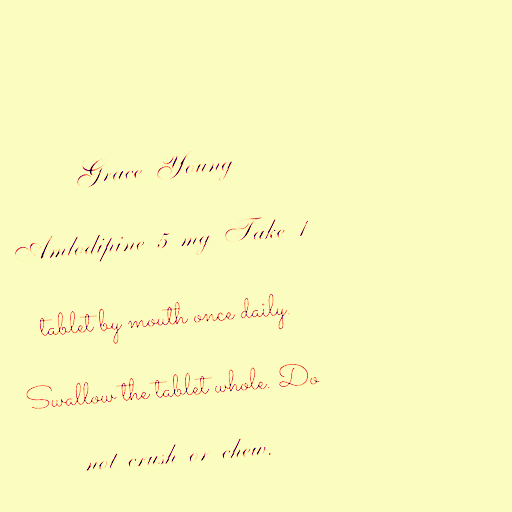 Grace Young
Amlodipine 5 mg Take 1
tablet by mouth once daily.
Swallow the tablet whole. Do
not crush or chew.